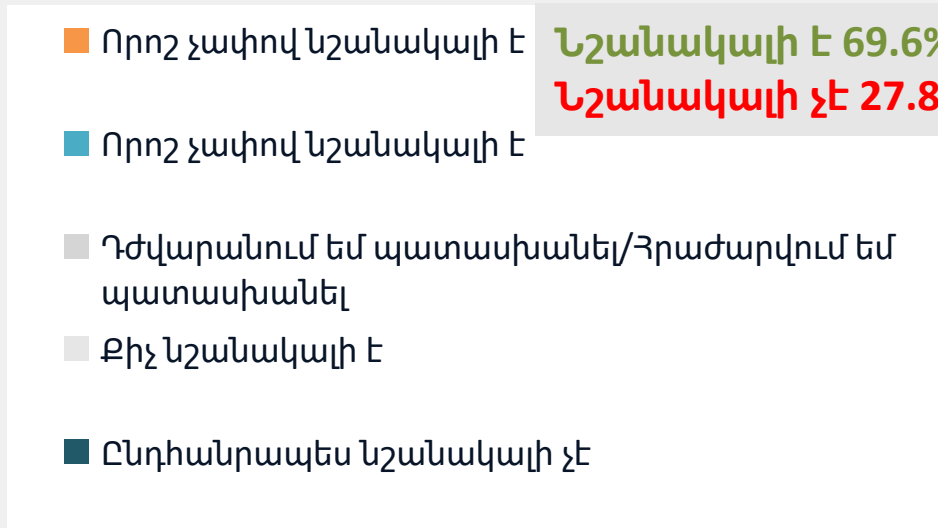 Որոշ չափով նշանակալի է
Նշանակալի է 69.6%
Նշանակալի չէ 27.8
Որոշ չափով նշանակալի է
Դժվարանում եմ պատասխանել/Հրաժարվում եմ
պատասխանել
Քիչ նշանակալի է
Ընդհանրապես նշանակալի չէ